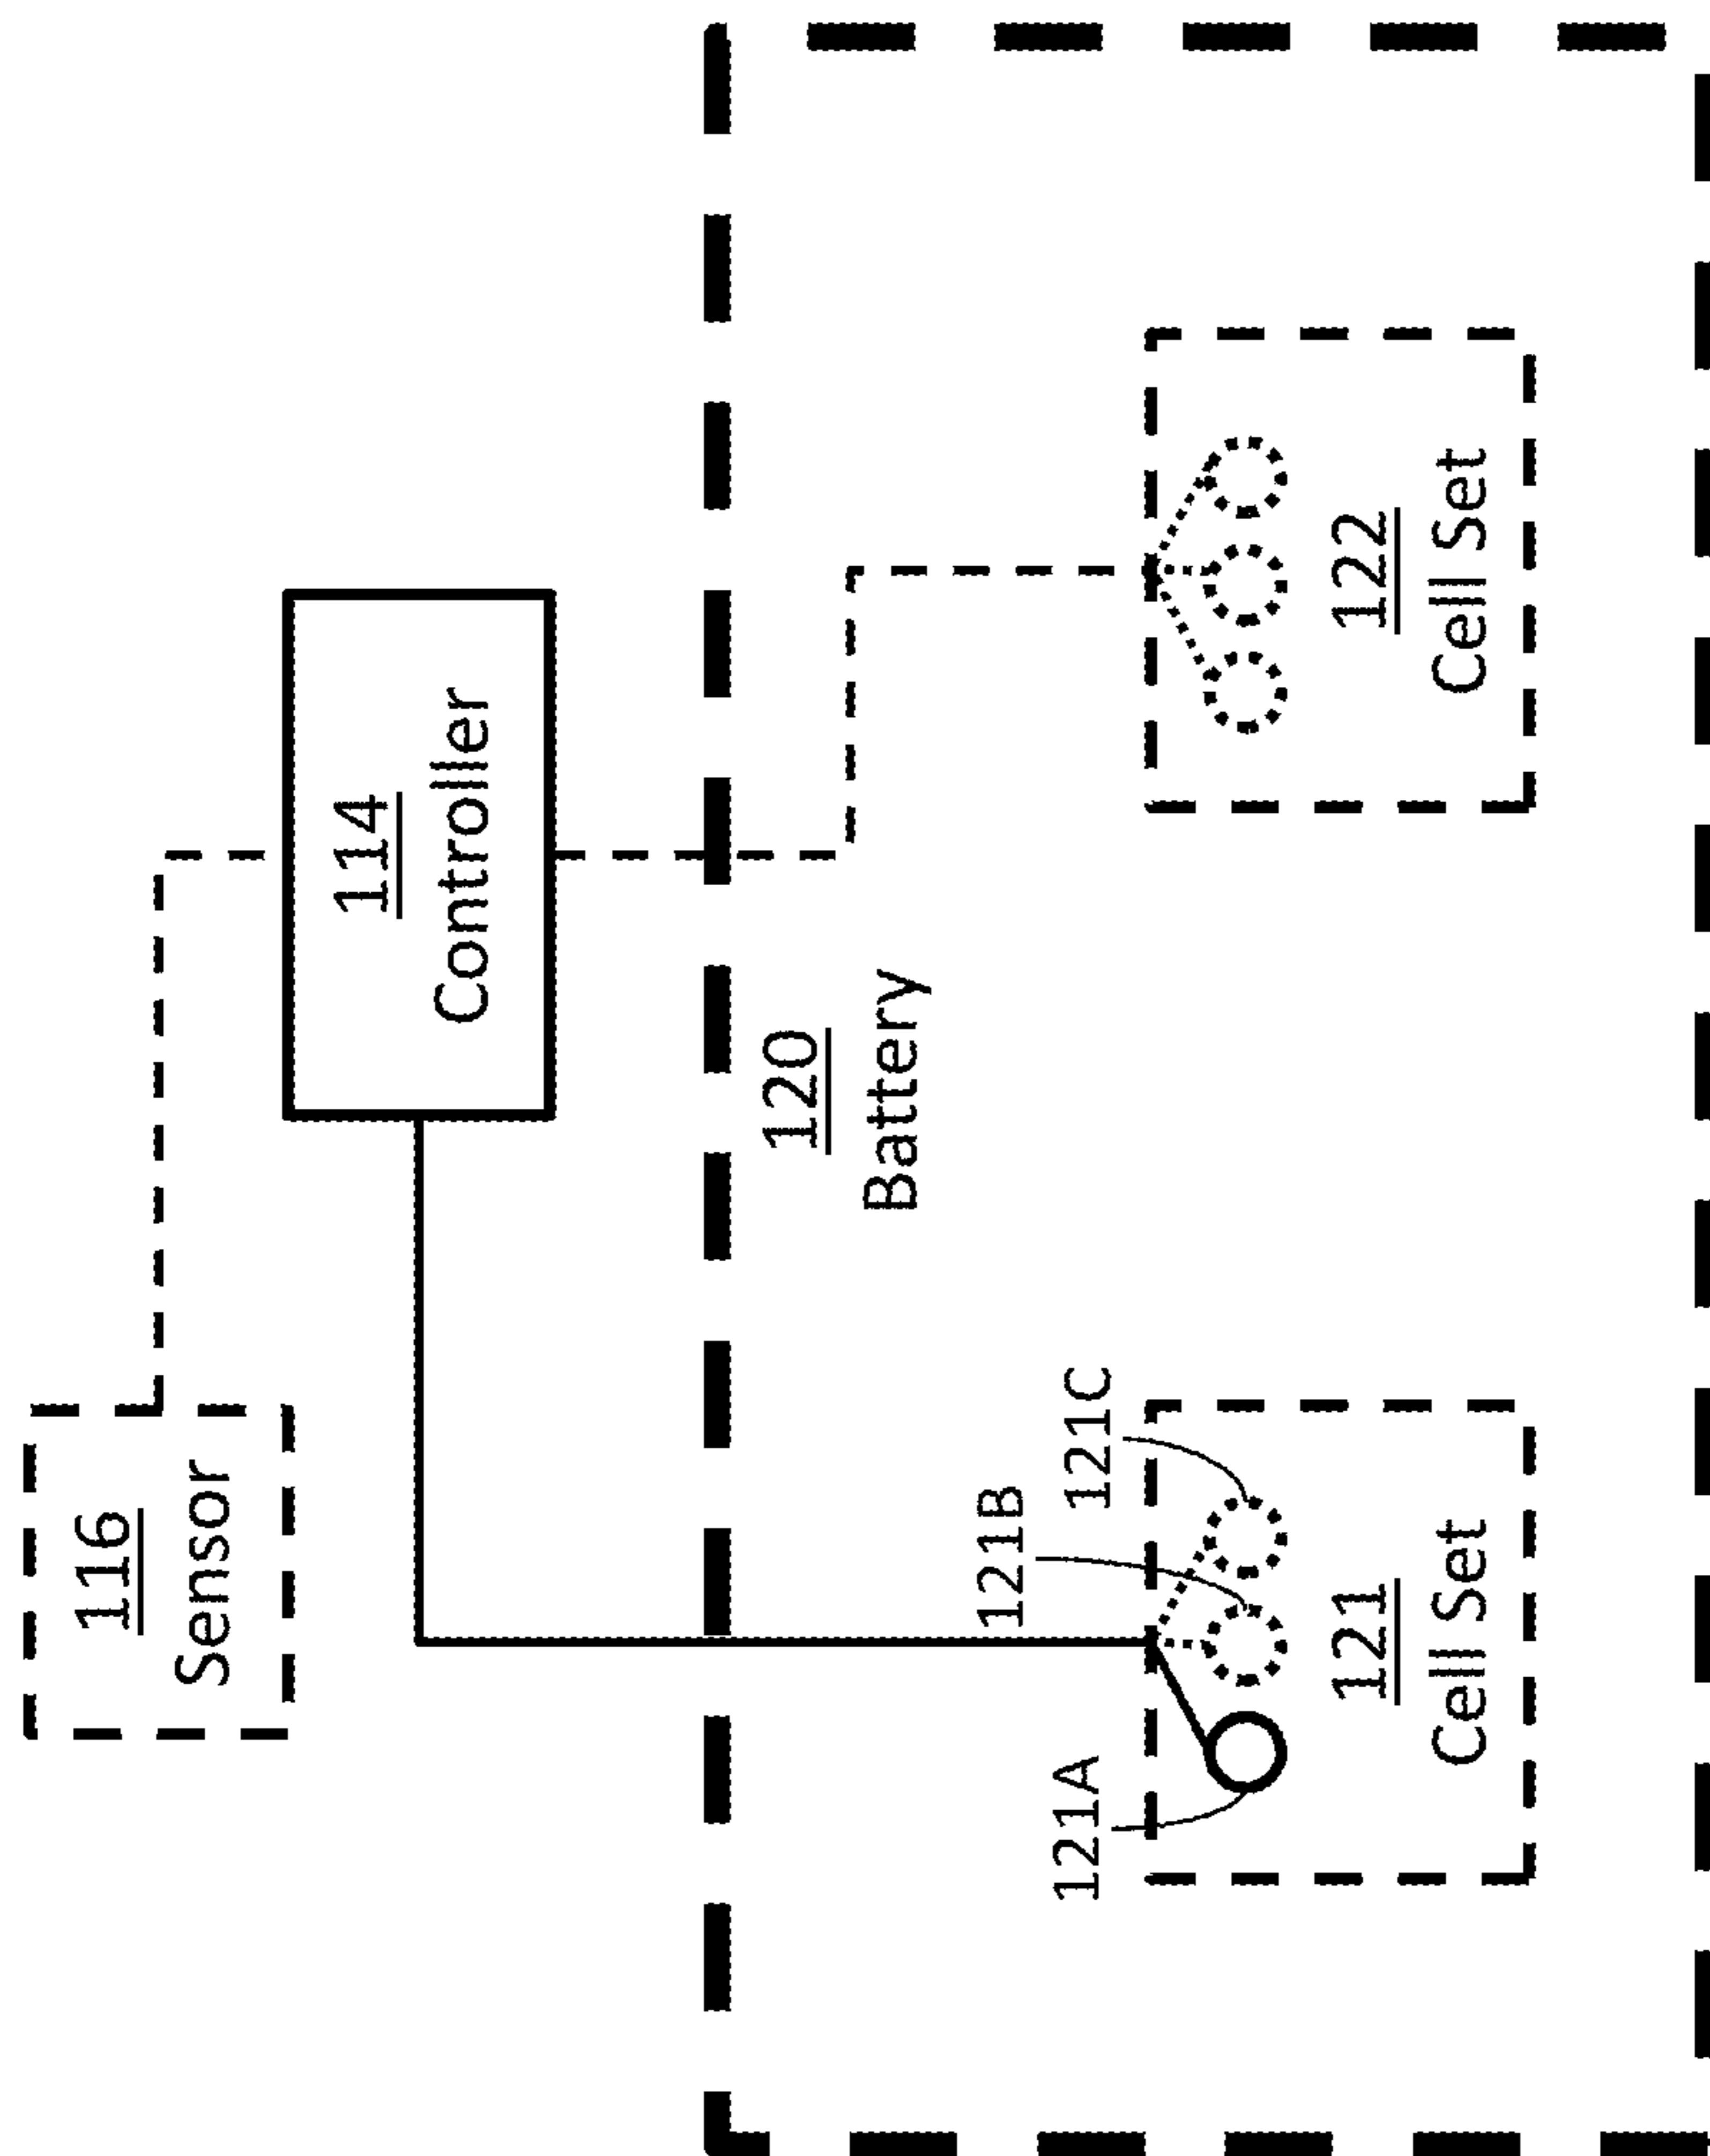 116
Sensor
114
Controller
120
Battery
121A
121B
121C
121
Cell Set
122
Cell Set